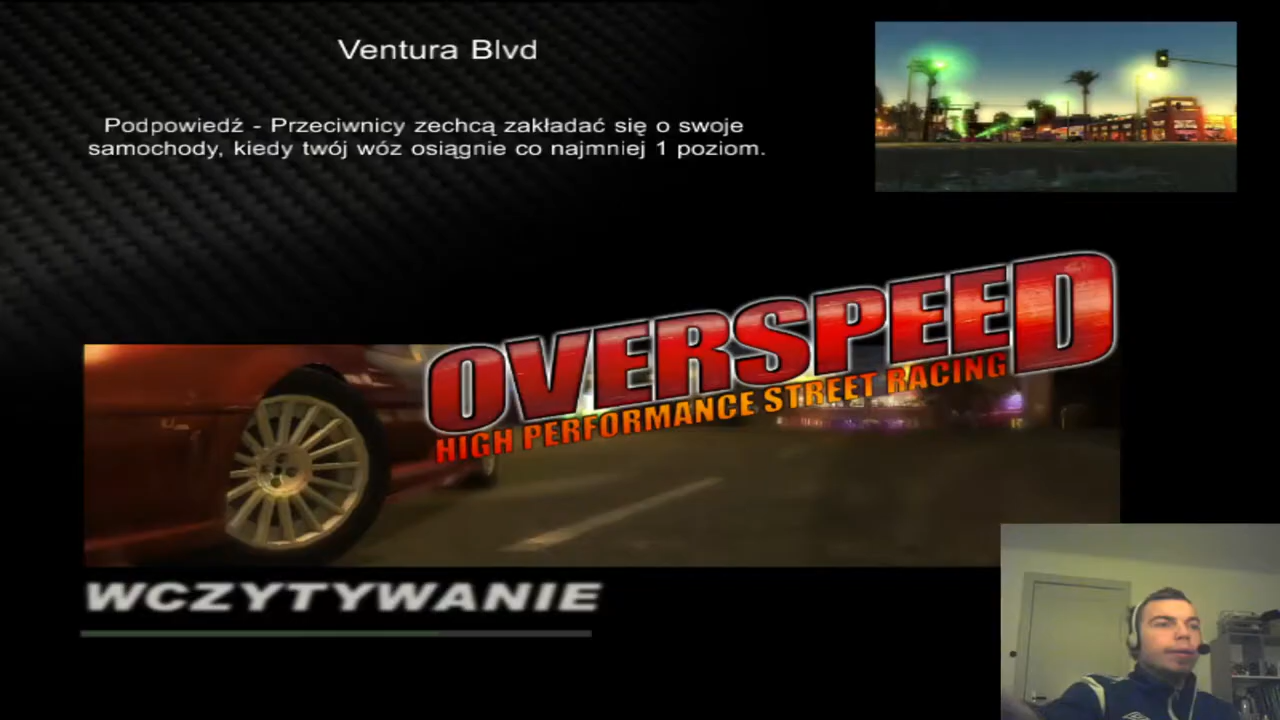 Ventura Blvd
Podpowiedź - Przeciwnicy zechcą zakładać się o swoje
samochody, kiedy twój wóz osiągnie co najmniej 1 poziom.
OVERSPEED
HIGH PERFORMANCE STREET RACING
WCZYTYWANIE